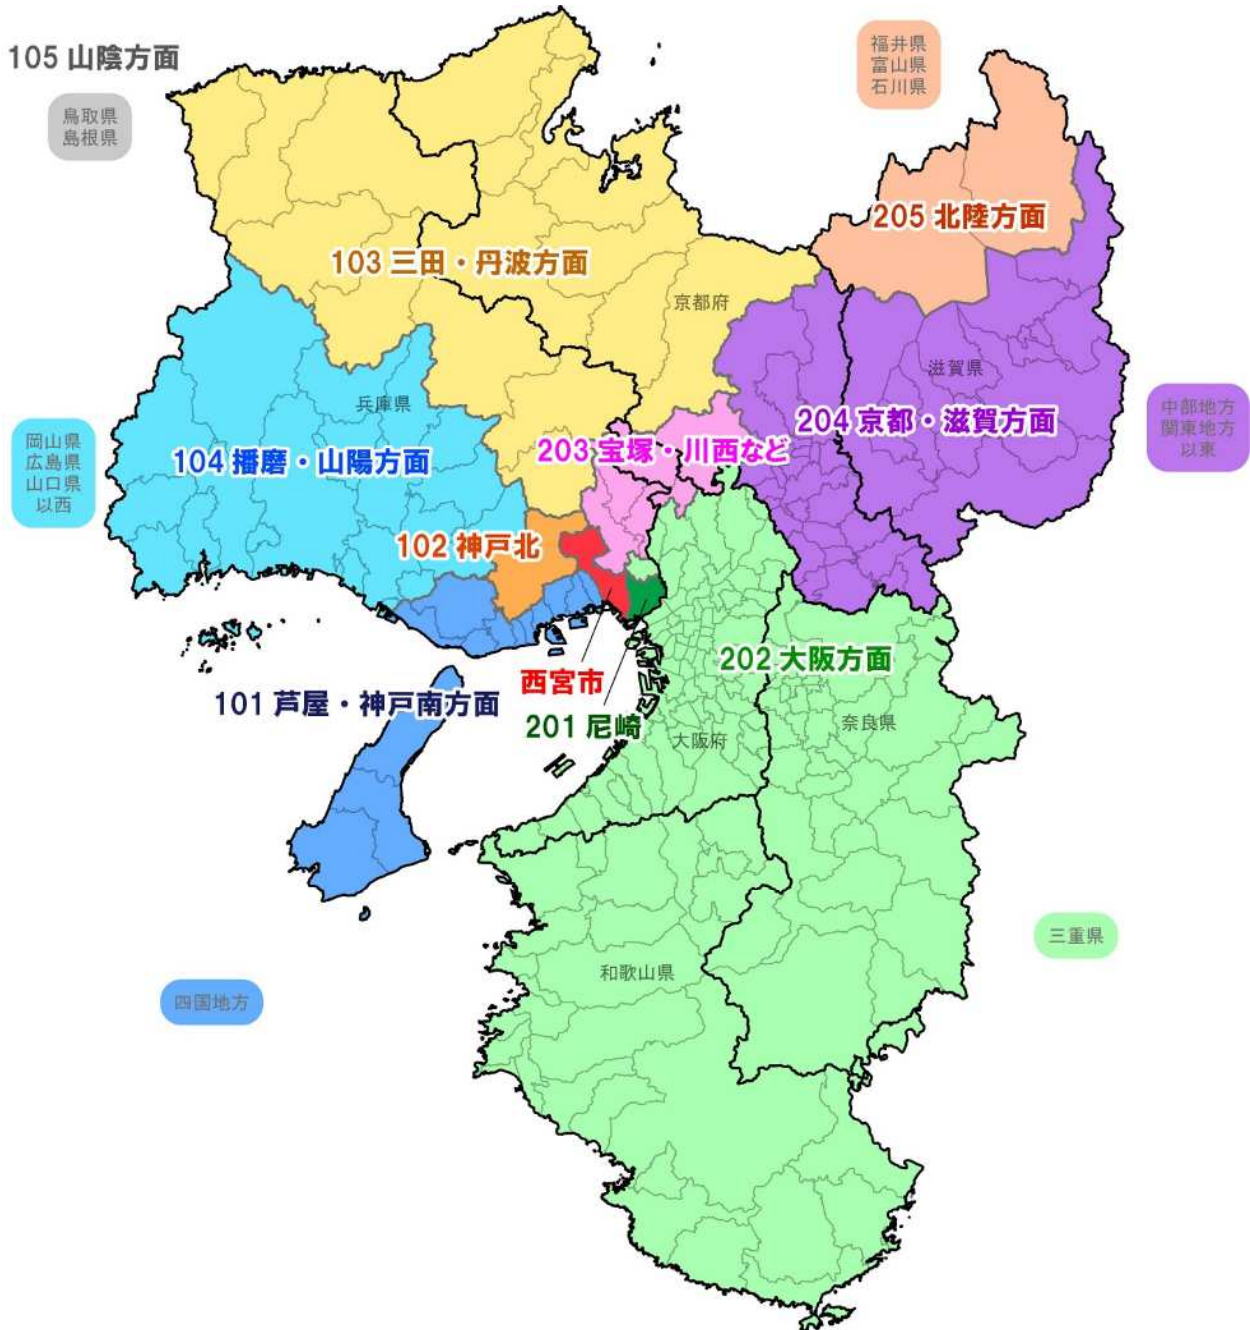 105 山陰方面
鳥取県
島根県
福井県
富山県
石川県
205 北陸方面
103 三田・丹波方面
京都府
滋賀県
兵庫県
204 京都・滋賀方面
中部地方
関東地方
以東
203 宝塚・川西など
岡山県
広島県
山口県
以西
104 播磨・山陽方面
102 神戸北
202 大阪方面
西宮市
101 芦屋・神戸南方面
201 尼崎
大阪府
奈良県
三重県
和歌山県
四国地方